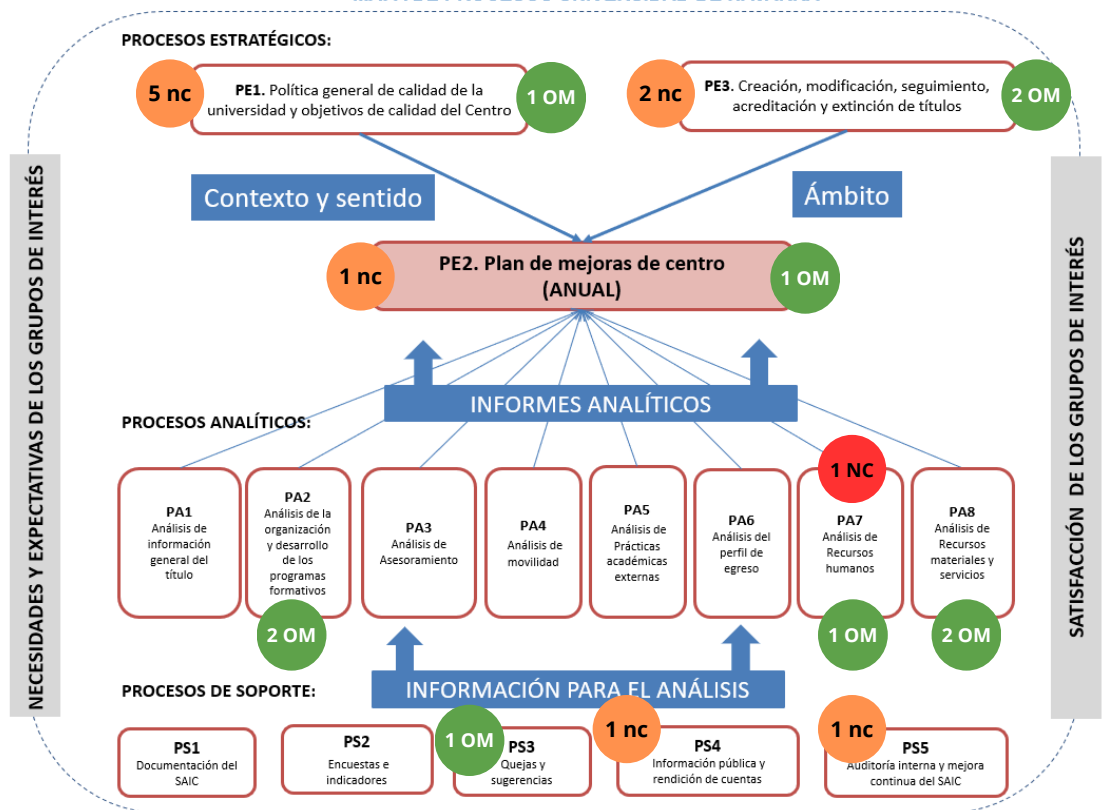 PROCESOS ESTRATÉGICOS:
5 nc
PE1. Política general de calidad de la
universidad y objetivos de calidad del Centro
1 OM
2 nc
PE3. Creación, modificación, seguimiento,
acreditación y extinción de títulos
2 OM
Contexto y sentido
Ámbito
1 nc
PE2. Plan de mejoras de centro
(ANUAL)
1 OM
NECESIDADES Y EXPECTATIVAS DE LOS GRUPOS DE INTERÉS
SATISFACCIÓN DE LOS GRUPOS DE INTERÉS
INFORMES ANALÍTICOS
PROCESOS ANALÍTICOS:
PA1
Análisis de
información
general del
título
PA2
Análisis de la
organización
y desarrollo
de los
programas
formativos
2 OM
PA3
Análisis de
Asesoramiento
PA4
Análisis de
movilidad
PA5
Análisis de
Prácticas
académicas
externas
PA6
Análisis del
perfil de
egreso
1 NC
PA7
Análisis de
Recursos
humanos
1 OM
PA8
Análisis de
Recursos
materiales y
servicios
2 OM
INFORMACIÓN PARA EL ANÁLISIS
PROCESOS DE SOPORTE:
PS1
Documentación del
SAIC
PS2
Encuestas e
indicadores
1 OM
PS3
Quejas y
sugerencias
1 nc
PS4
Información pública y
rendición de cuentas
1 nc
PS5
Auditoría interna y mejora
continua del SAIC